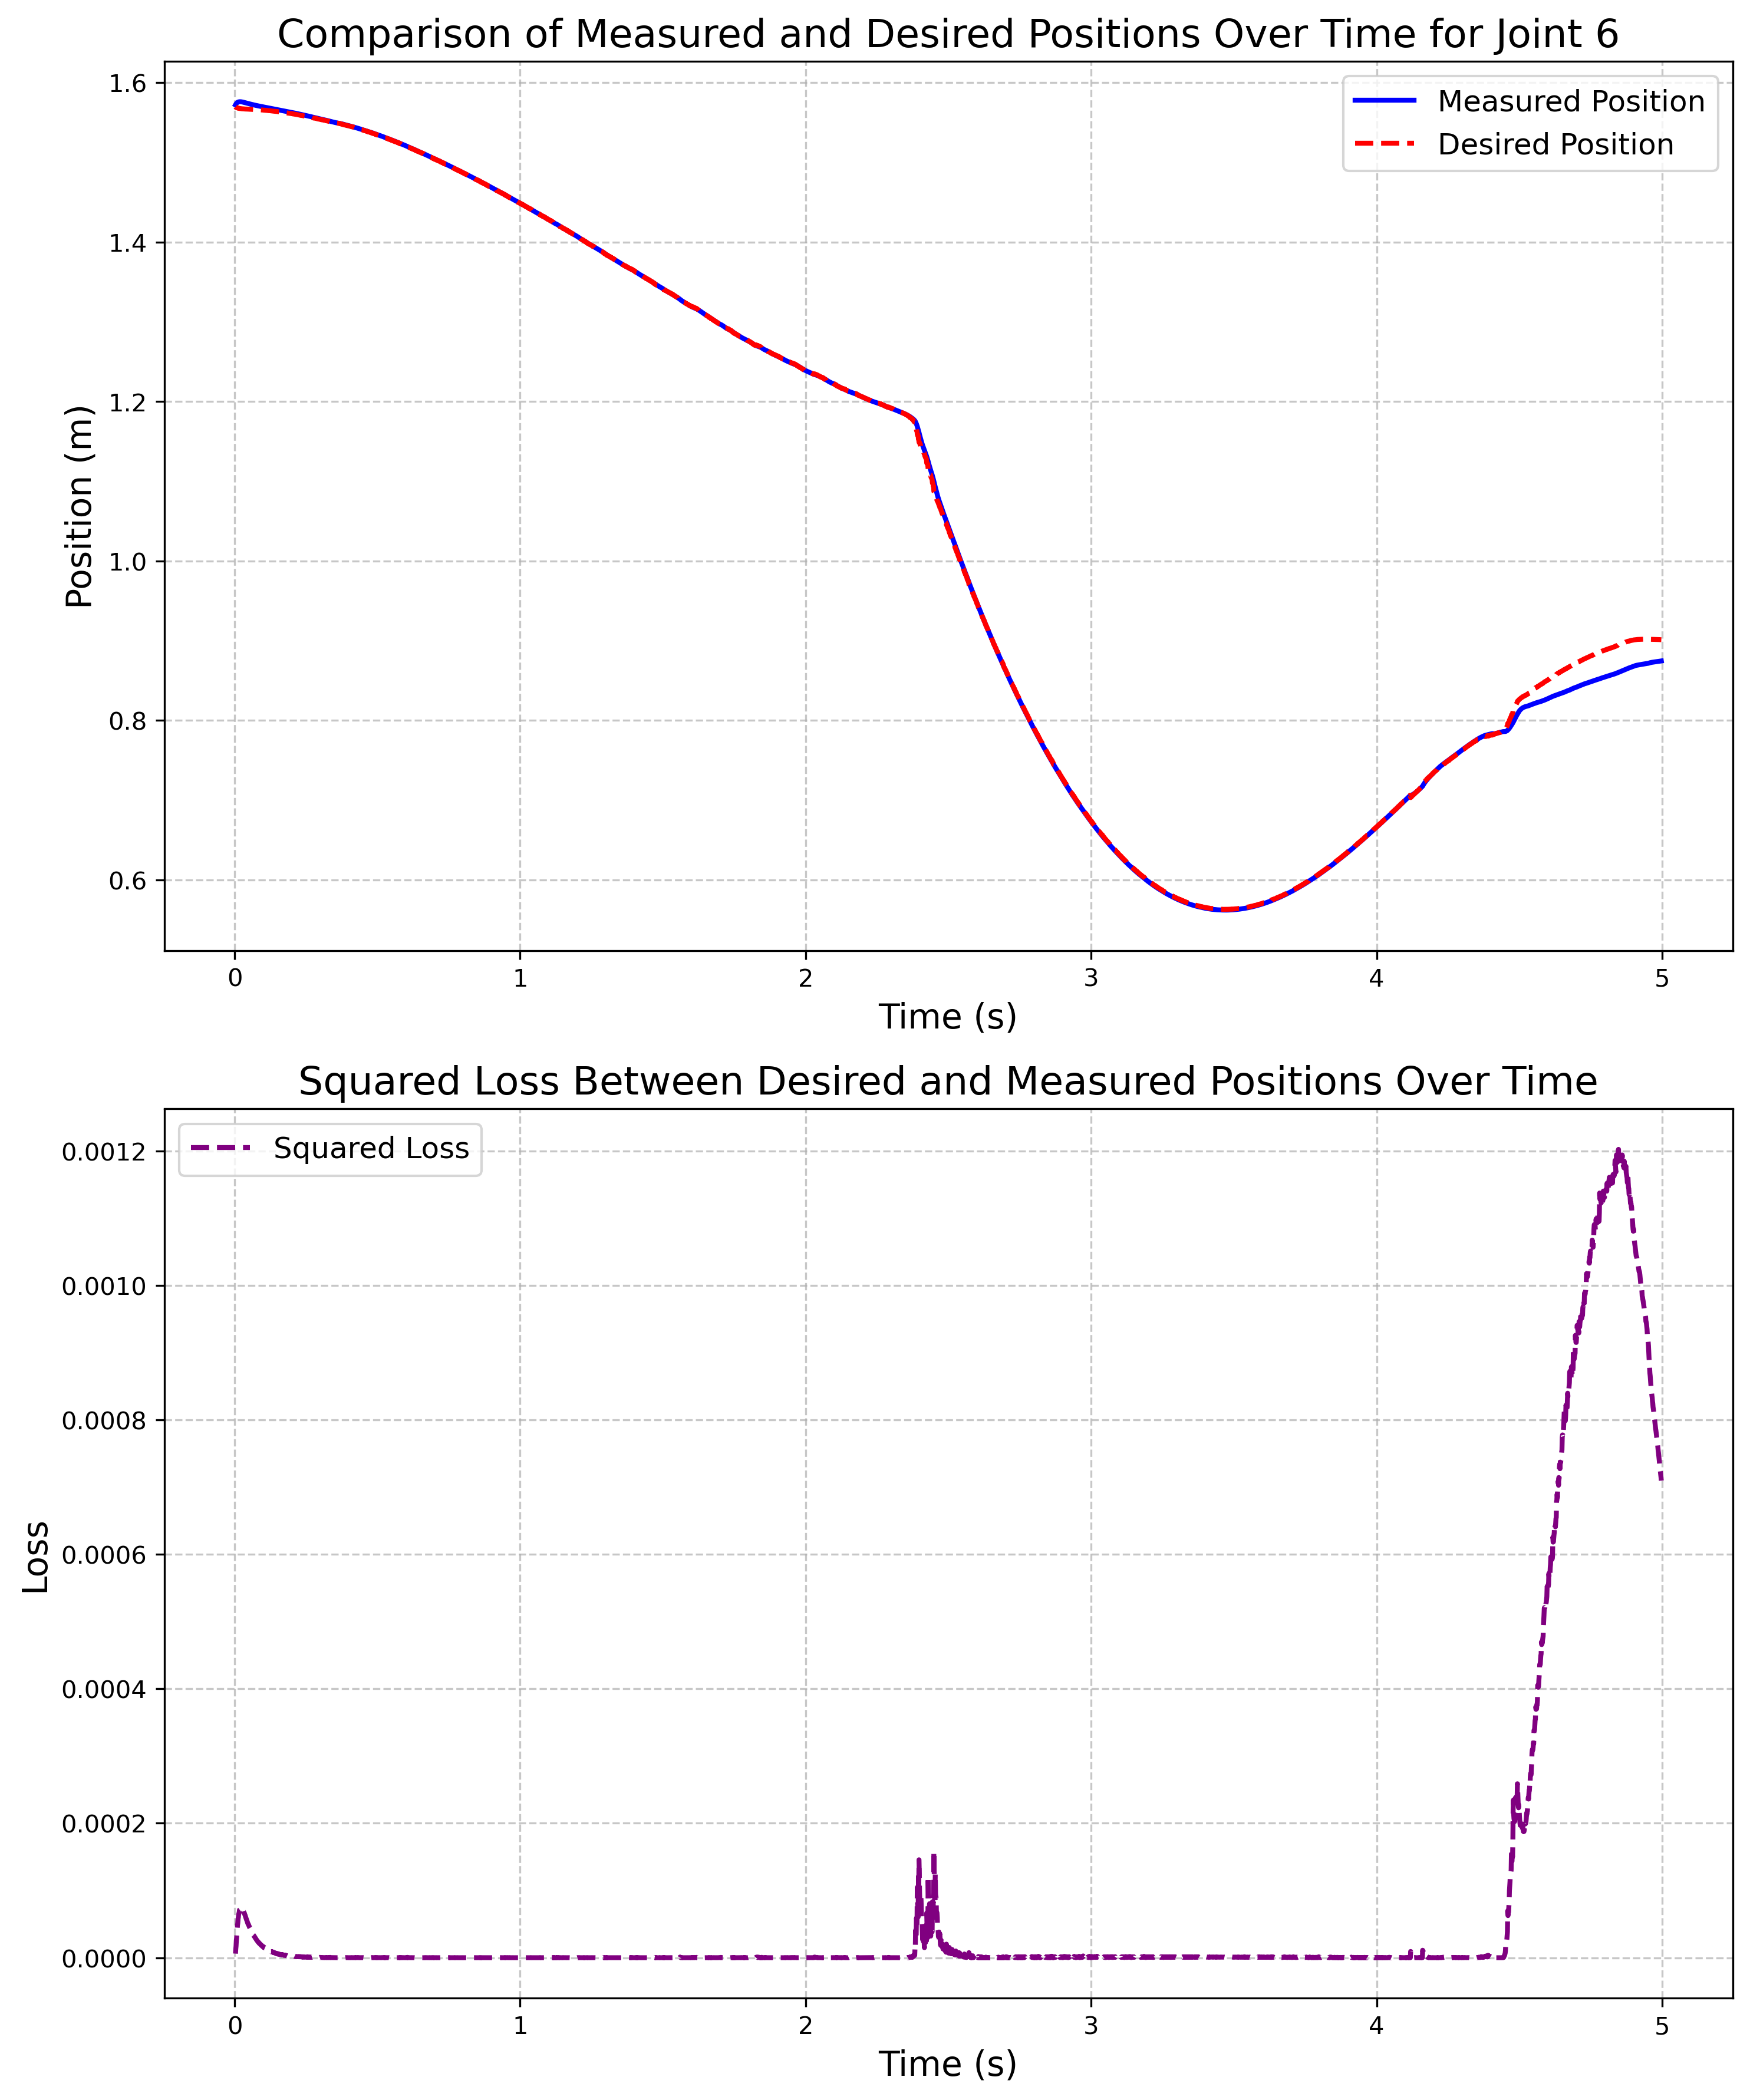 Comparison of Measured and Desired Positions Over Time for Joint 6
Measured Position
Desired Position
Position (m)
1.6
1.4
1.2
1.0
0.8
0.6
0 1 2 3 4 5
Time (s)
Squared Loss Between Desired and Measured Positions Over Time
Squared Loss
Loss
0.0012
0.0010
0.0008
0.0006
0.0004
0.0002
0.0000
0 1 2 3 4 5
Time (s)